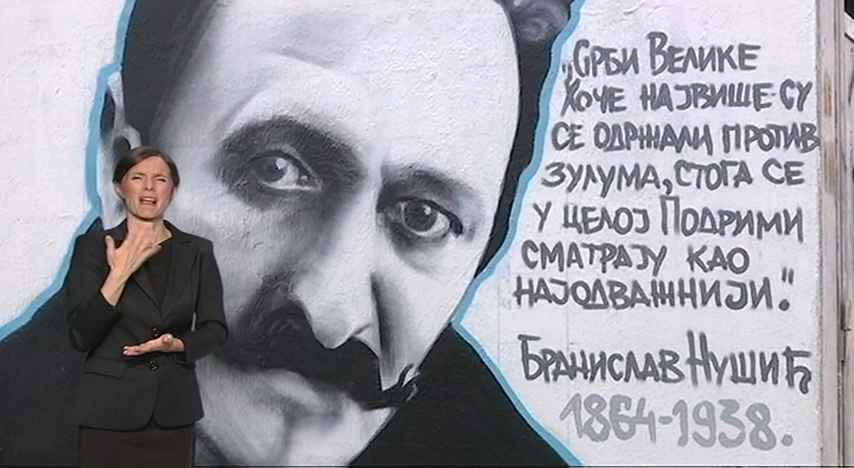 „СРБИ ВЕЛИКЕ
ХОЧЕ НАЈВИШЕ СУ
СЕ ОДРЖАЛИ ПРОТИВ
ЗУЛУМА, СТОГА СЕ
У ЦЕЛОЈ ПОДРИМИ
СМАТРАЈУ КАО
НАЈОДВАЖНИЈИ."
БРАНИСЛАВ НУШИЋ
1864-1938.